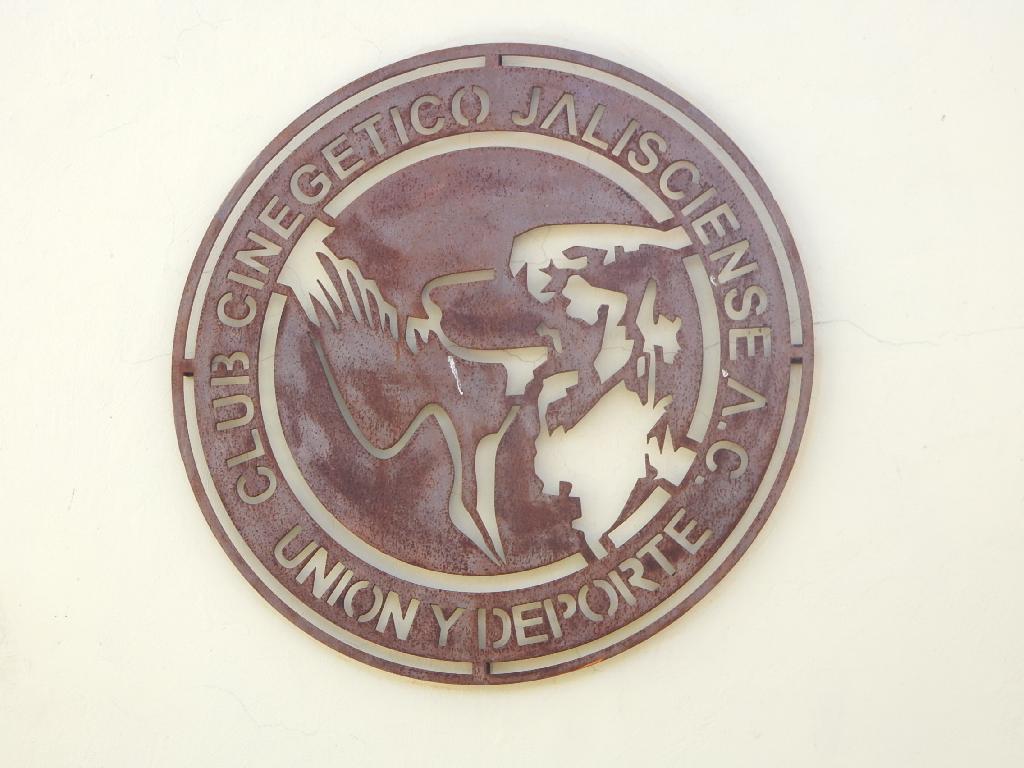 CLUB CINEGETICO JALISCIENSE A.C.
UNION Y DEPORTE